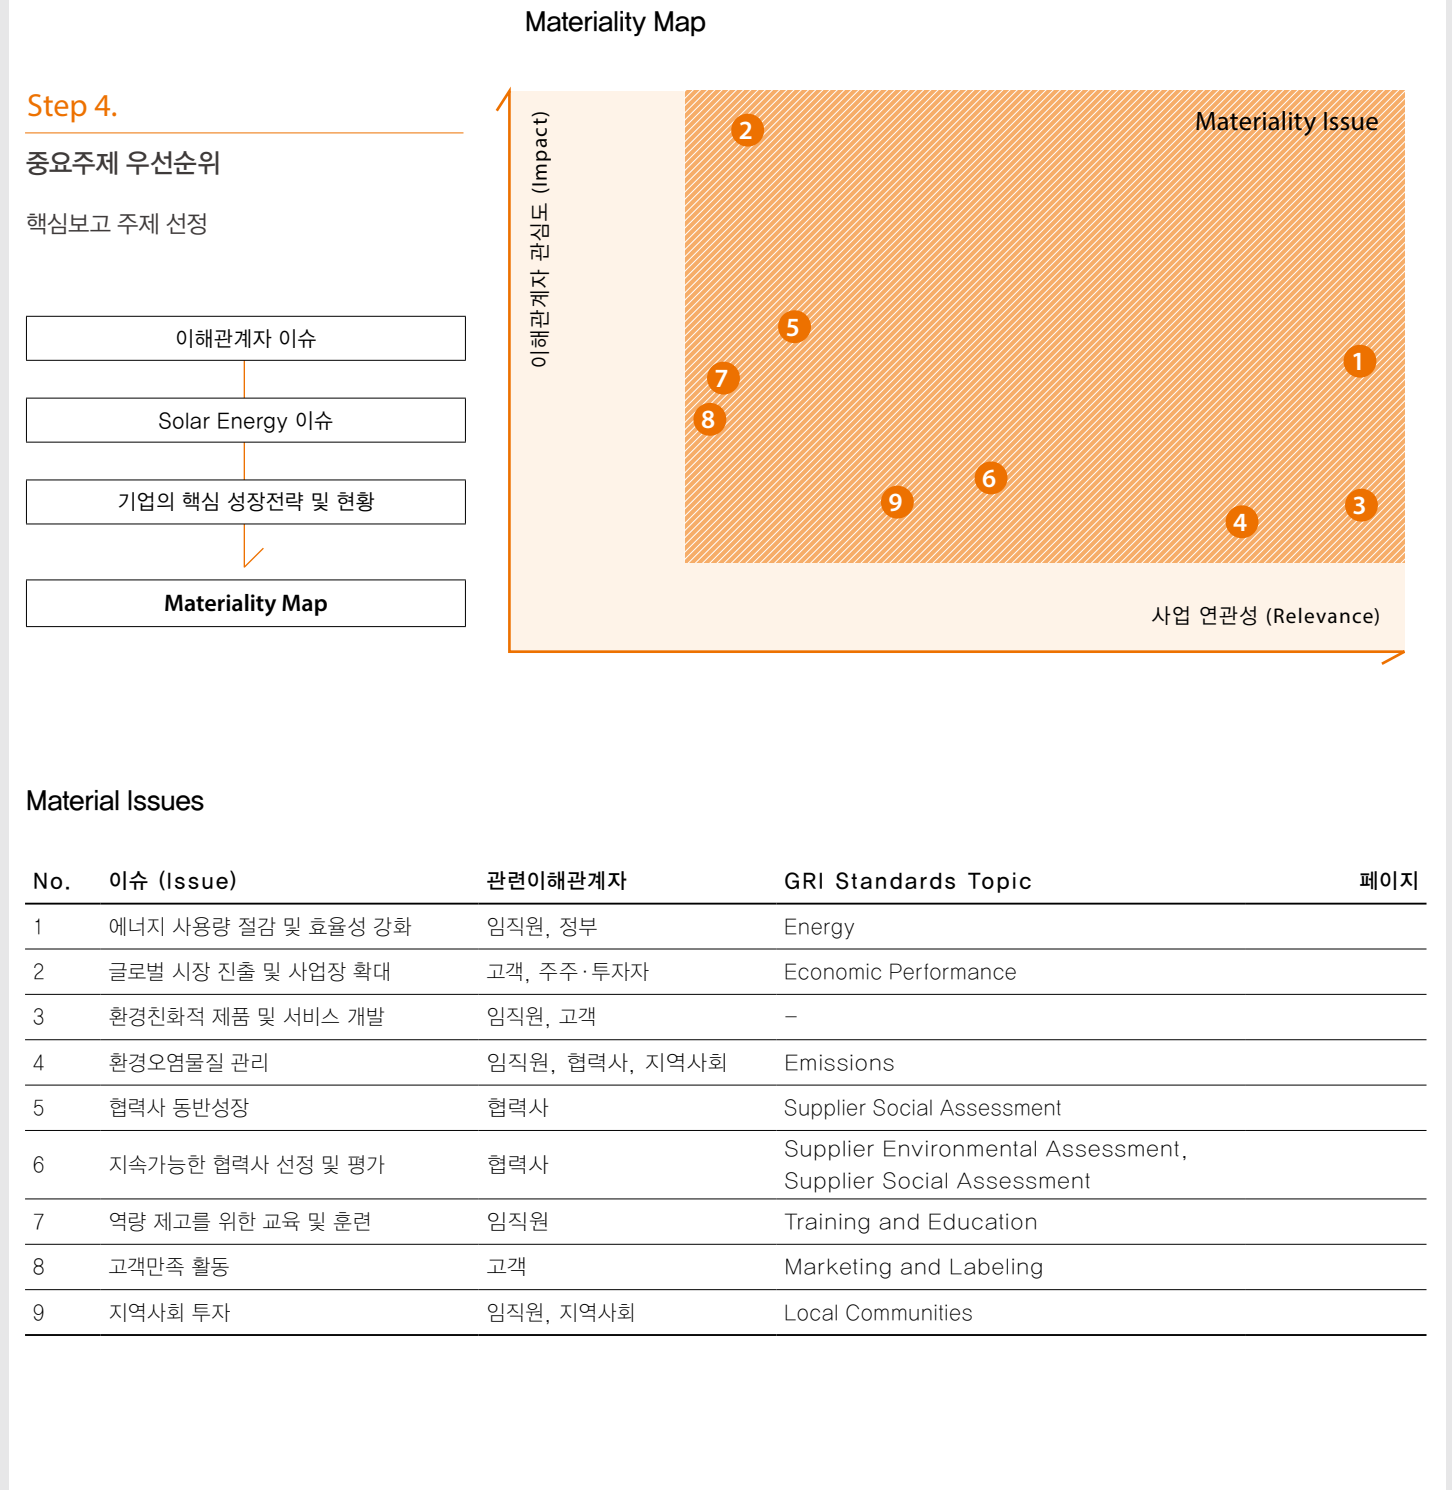 Materiality Map
Step 4.
중요주제 우선순위
핵심보고 주제 선정
이해관계자 이슈
Solar Energy 이슈
기업의 핵심 성장전략 및 현황
Materiality Map
이해관계자 관심도 (Impact)
Materiality Issue
2
5
1
7
8
6
9
3
4
사업 연관성 (Relevance)
Material Issues
No. 이슈 (Issue) 관련이해관계자 GRI Standards Topic 페이지
1 에너지 사용량 절감 및 효율성 강화 임직원, 정부 Energy
2 글로벌 시장 진출 및 사업장 확대 고객, 주주·투자자 Economic Performance
3 환경친화적 제품 및 서비스 개발 임직원, 고객 –
4 환경오염물질 관리 임직원, 협력사, 지역사회 Emissions
5 협력사 동반성장 협력사 Supplier Social Assessment
6 지속가능한 협력사 선정 및 평가 협력사 Supplier Environmental Assessment,
Supplier Social Assessment
7 역량 제고를 위한 교육 및 훈련 임직원 Training and Education
8 고객만족 활동 고객 Marketing and Labeling
9 지역사회 투자 임직원, 지역사회 Local Communities